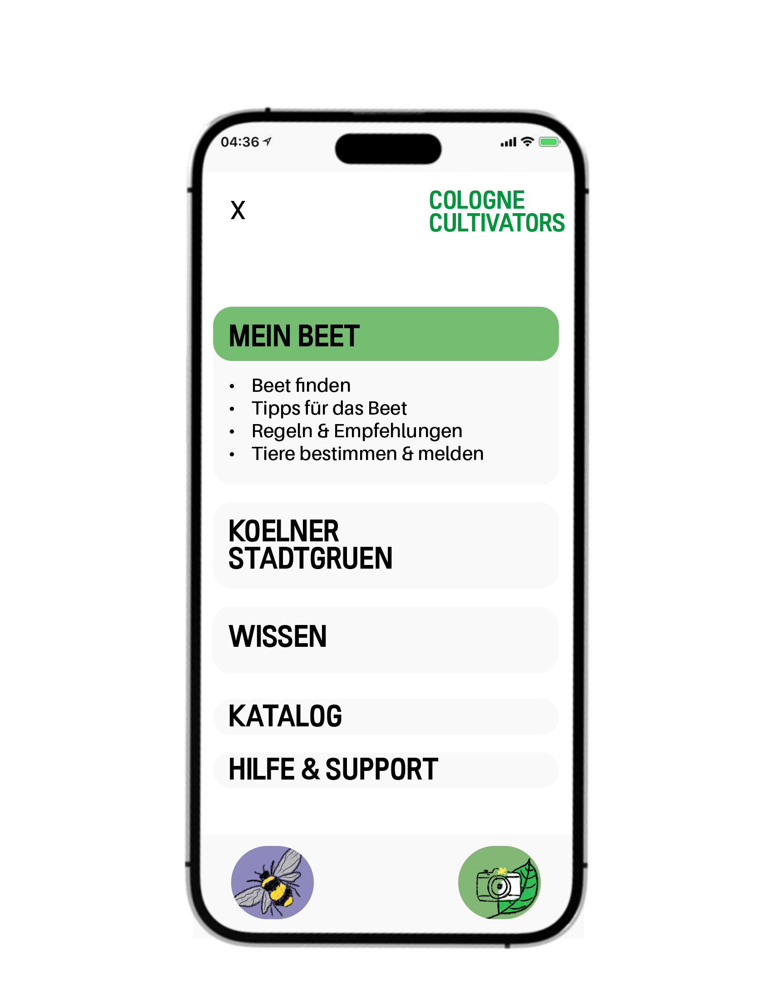 04:36
X
COLOGNE
CULTIVATORS
MEIN BEET
• Beet finden
• Tipps für das Beet
• Regeln & Empfehlungen
• Tiere bestimmen & melden
KOELNER
STADTGRUEN
WISSEN
KATALOG
HILFE & SUPPORT